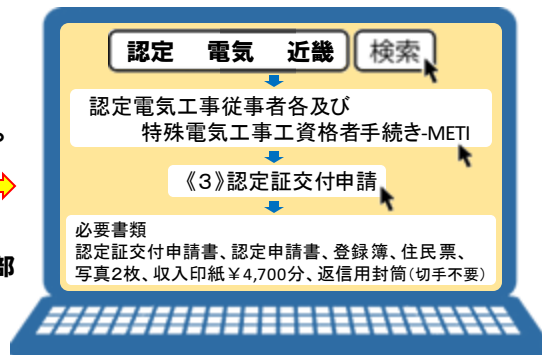 認定 電気 近畿 検索
認定電気工事従事者各及び
。
特殊電気工事工資格者手続き-METI
《3》認定証交付申請
必要書類
認定証交付申請書、認定申請書、登録簿、住民票、
部
写真2枚、収入印紙¥4,700分、返信用封筒(切手不要)